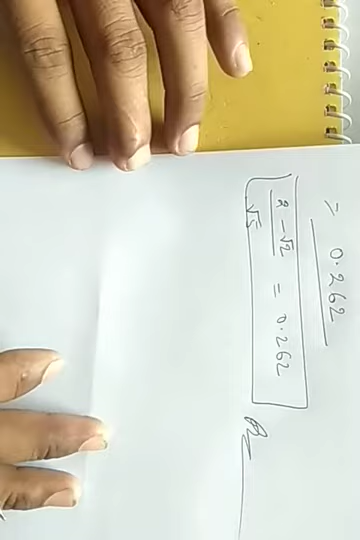 = 0.262
(2 - √2)/√5 = 0.262